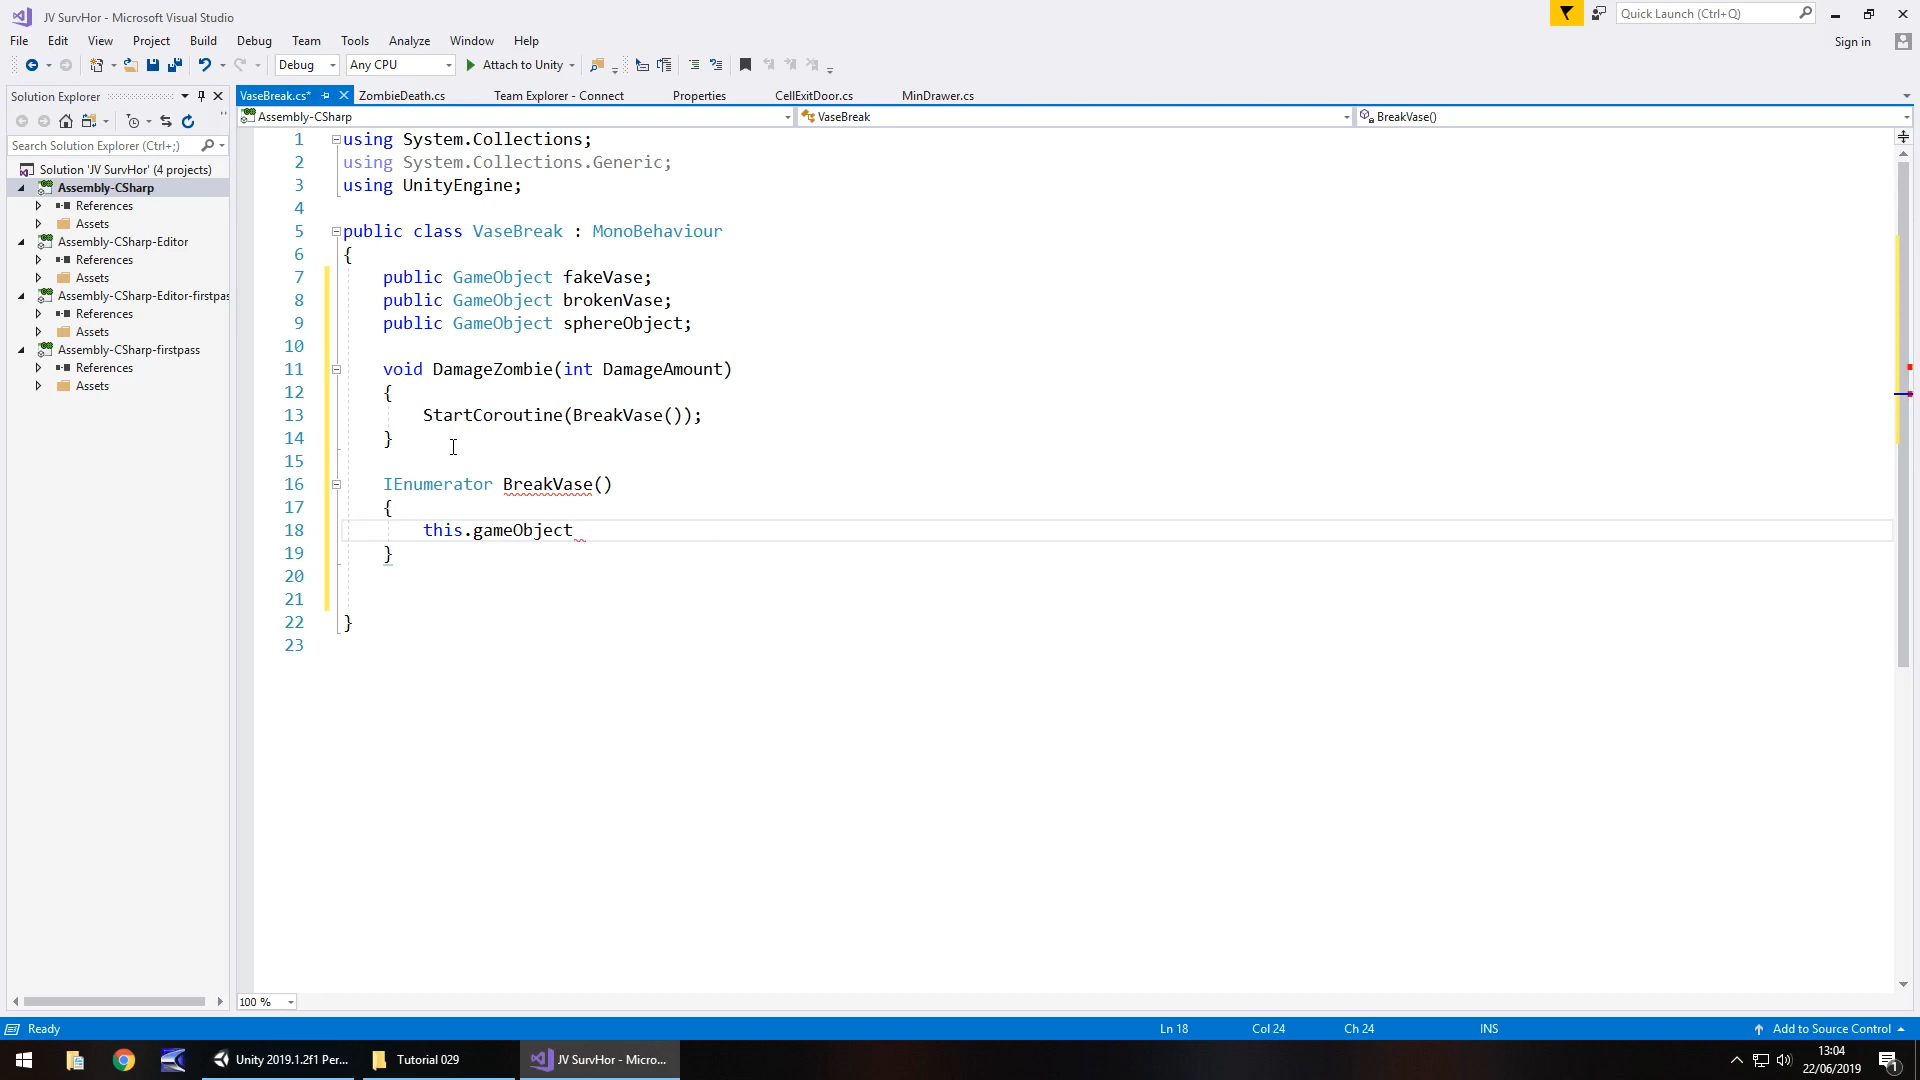 JV SurvHor - Microsoft Visual Studio
Quick Launch (Ctrl+Q)
File Edit View Project Build Debug Team Tools Analyze Window Help
Sign in
Debug Any CPU Attach to Unity
Solution Explorer
VaseBreak.cs* ZombieDeath.cs Team Explorer - Connect Properties CellExitDoor.cs MinDrawer.cs
Assembly-CSharp VaseBreak BreakVase()
Search Solution Explorer (Ctrl+;)
Solution 'JV SurvHor' (4 projects)
Assembly-CSharp
References
Assets
Assembly-CSharp-Editor
References
Assets
Assembly-CSharp-Editor-firstpas
References
Assets
Assembly-CSharp-firstpass
References
Assets
1 using System.Collections;
2 using System.Collections.Generic;
3 using UnityEngine;
4
5 public class VaseBreak : MonoBehaviour
6 {
7 public GameObject fakeVase;
8 public GameObject brokenVase;
9 public GameObject sphereObject;
10
11 void DamageZombie(int DamageAmount)
12 {
13 StartCoroutine(BreakVase());
14 }
15
16 IEnumerator BreakVase()
17 {
18 this.gameObject
19 }
20
21
22 }
23
100 %
Ready Ln 18 Col 24 Ch 24 INS Add to Source Control
Unity 2019.1.2f1 Per... Tutorial 029 JV SurvHor - Micro...
13:04
22/06/2019
1